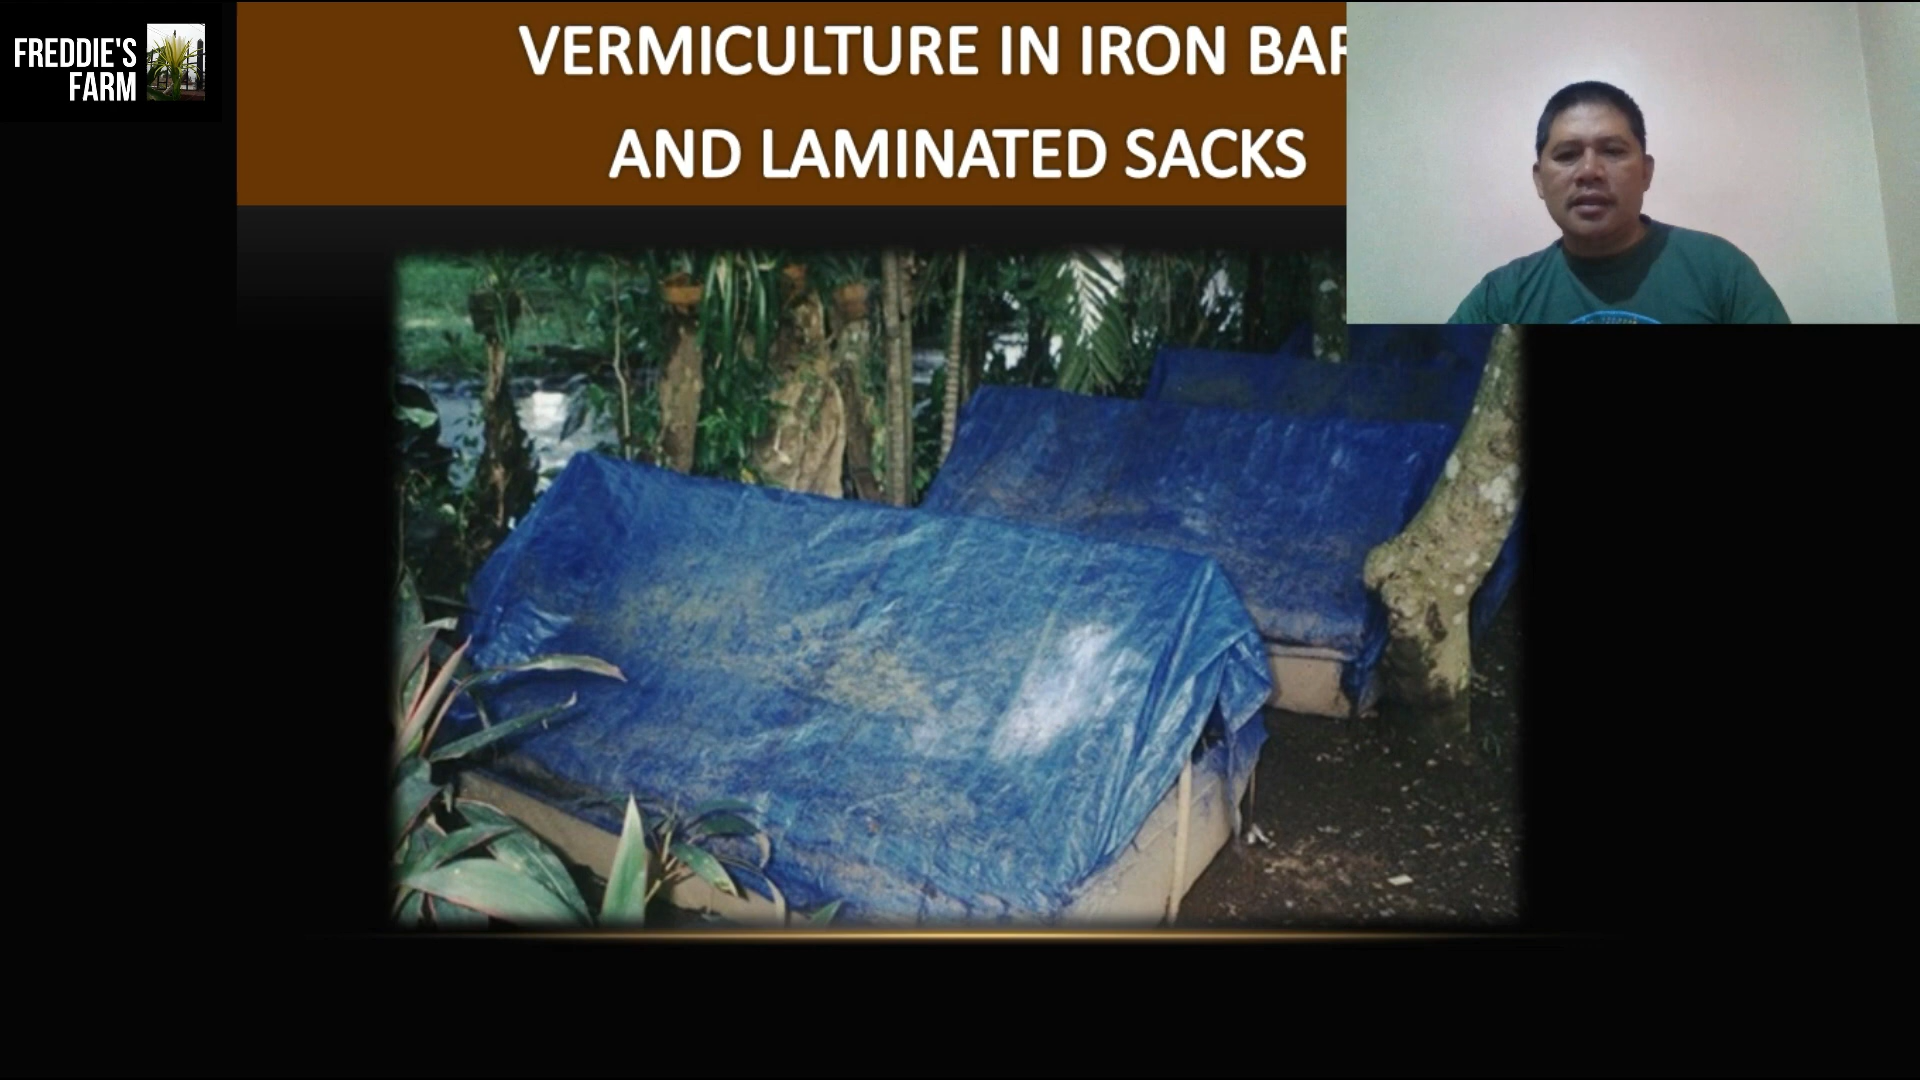 FREDDIE'S
FARM
VERMICULTURE IN IRON
AND LAMINATED SACKS